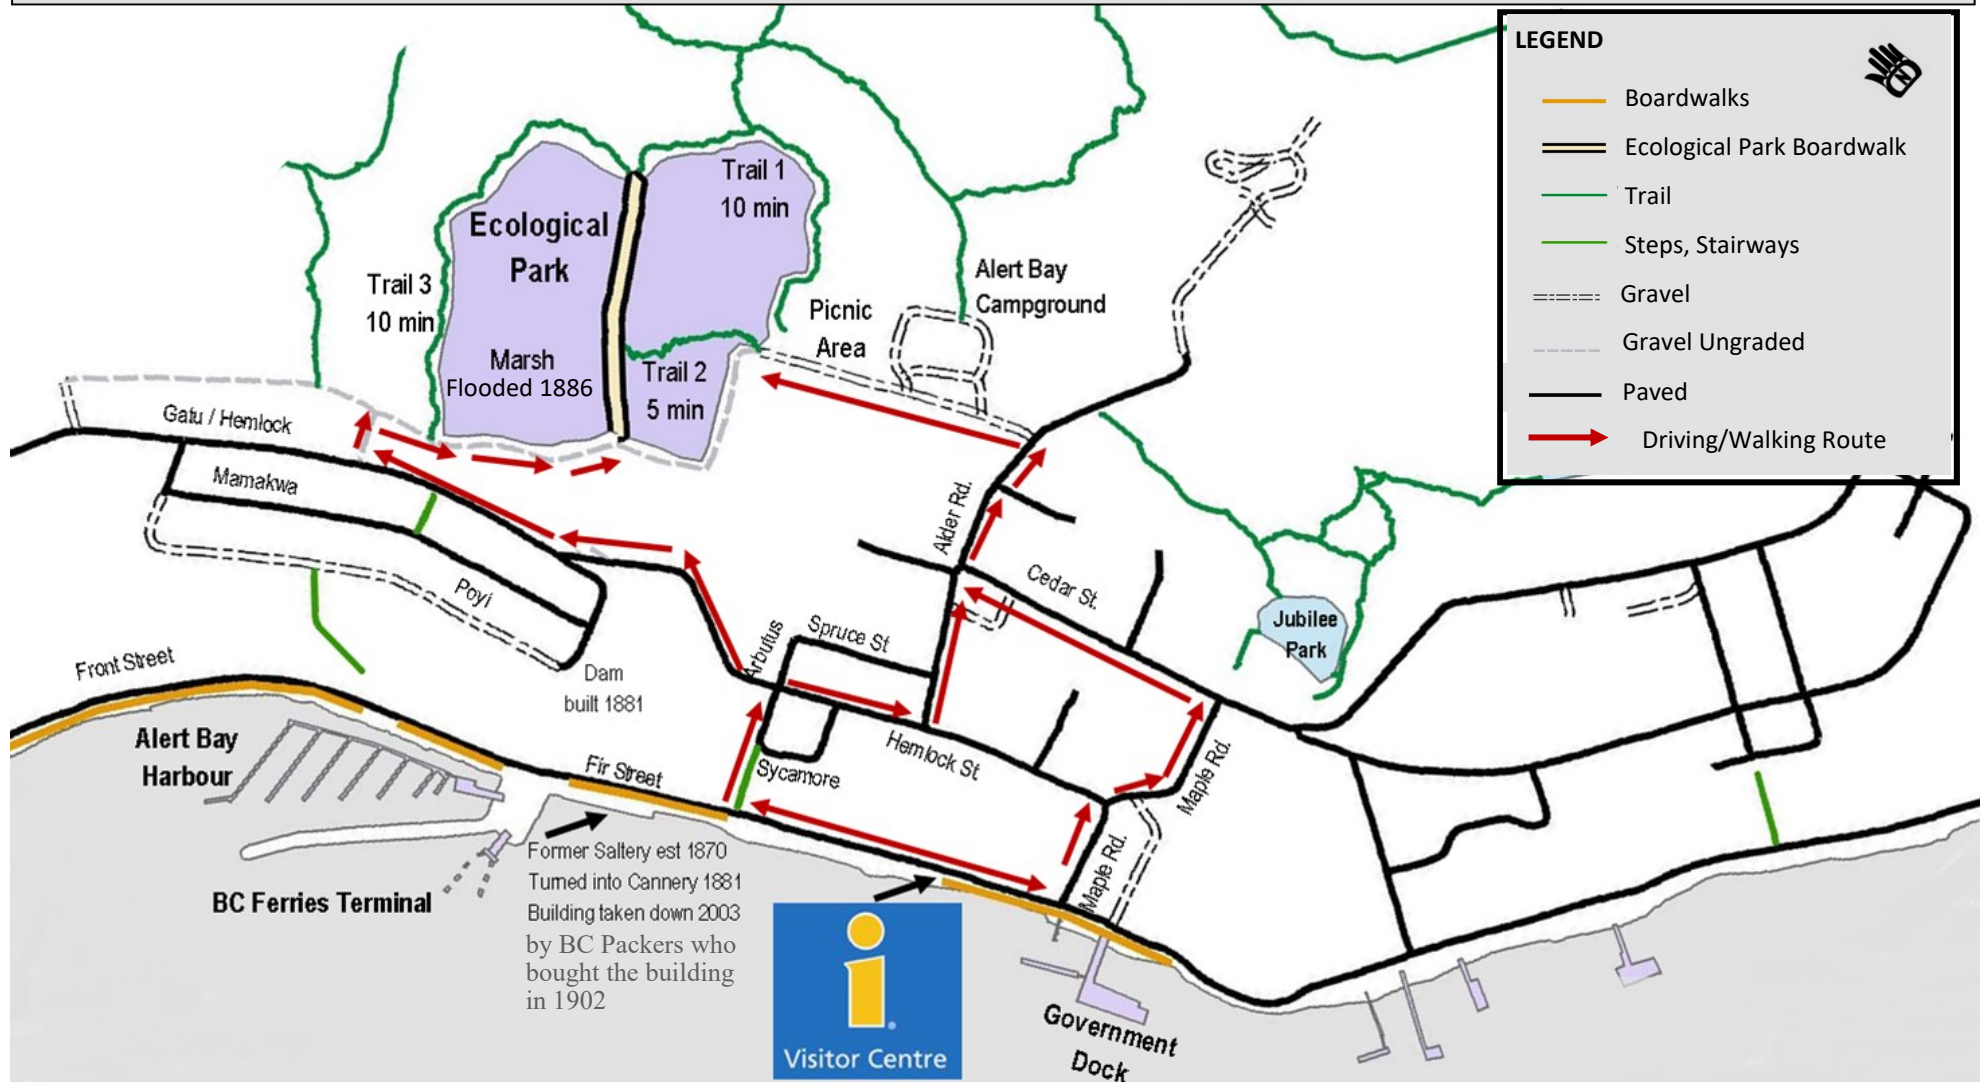 LEGEND
Boardwalks
Ecological Park Boardwalk
Trail
Steps, Stairways
Gravel
Gravel Ungraded
Paved
Driving/Walking Route
Trail 1
10 min
Ecological
Park
Trail 3
10 min
Marsh
Flooded 1886
Trail 2
5 min
Picnic
Area
Alert Bay
Campground
Gatu / Hemlock
Mamakwa
Poyi
Front Street
Alder Rd.
Cedar St.
Jubilee
Park
Arbutus
Spruce St
Dam
built 1881
Hemlock St
Sycamore
Maple Rd.
Maple Rd.
Fir Street
Alert Bay
Harbour
BC Ferries Terminal
Former Saltery est 1870
Turned into Cannery 1881
Building taken down 2003
by BC Packers who
bought the building
in 1902
i
Visitor Centre
Government
Dock